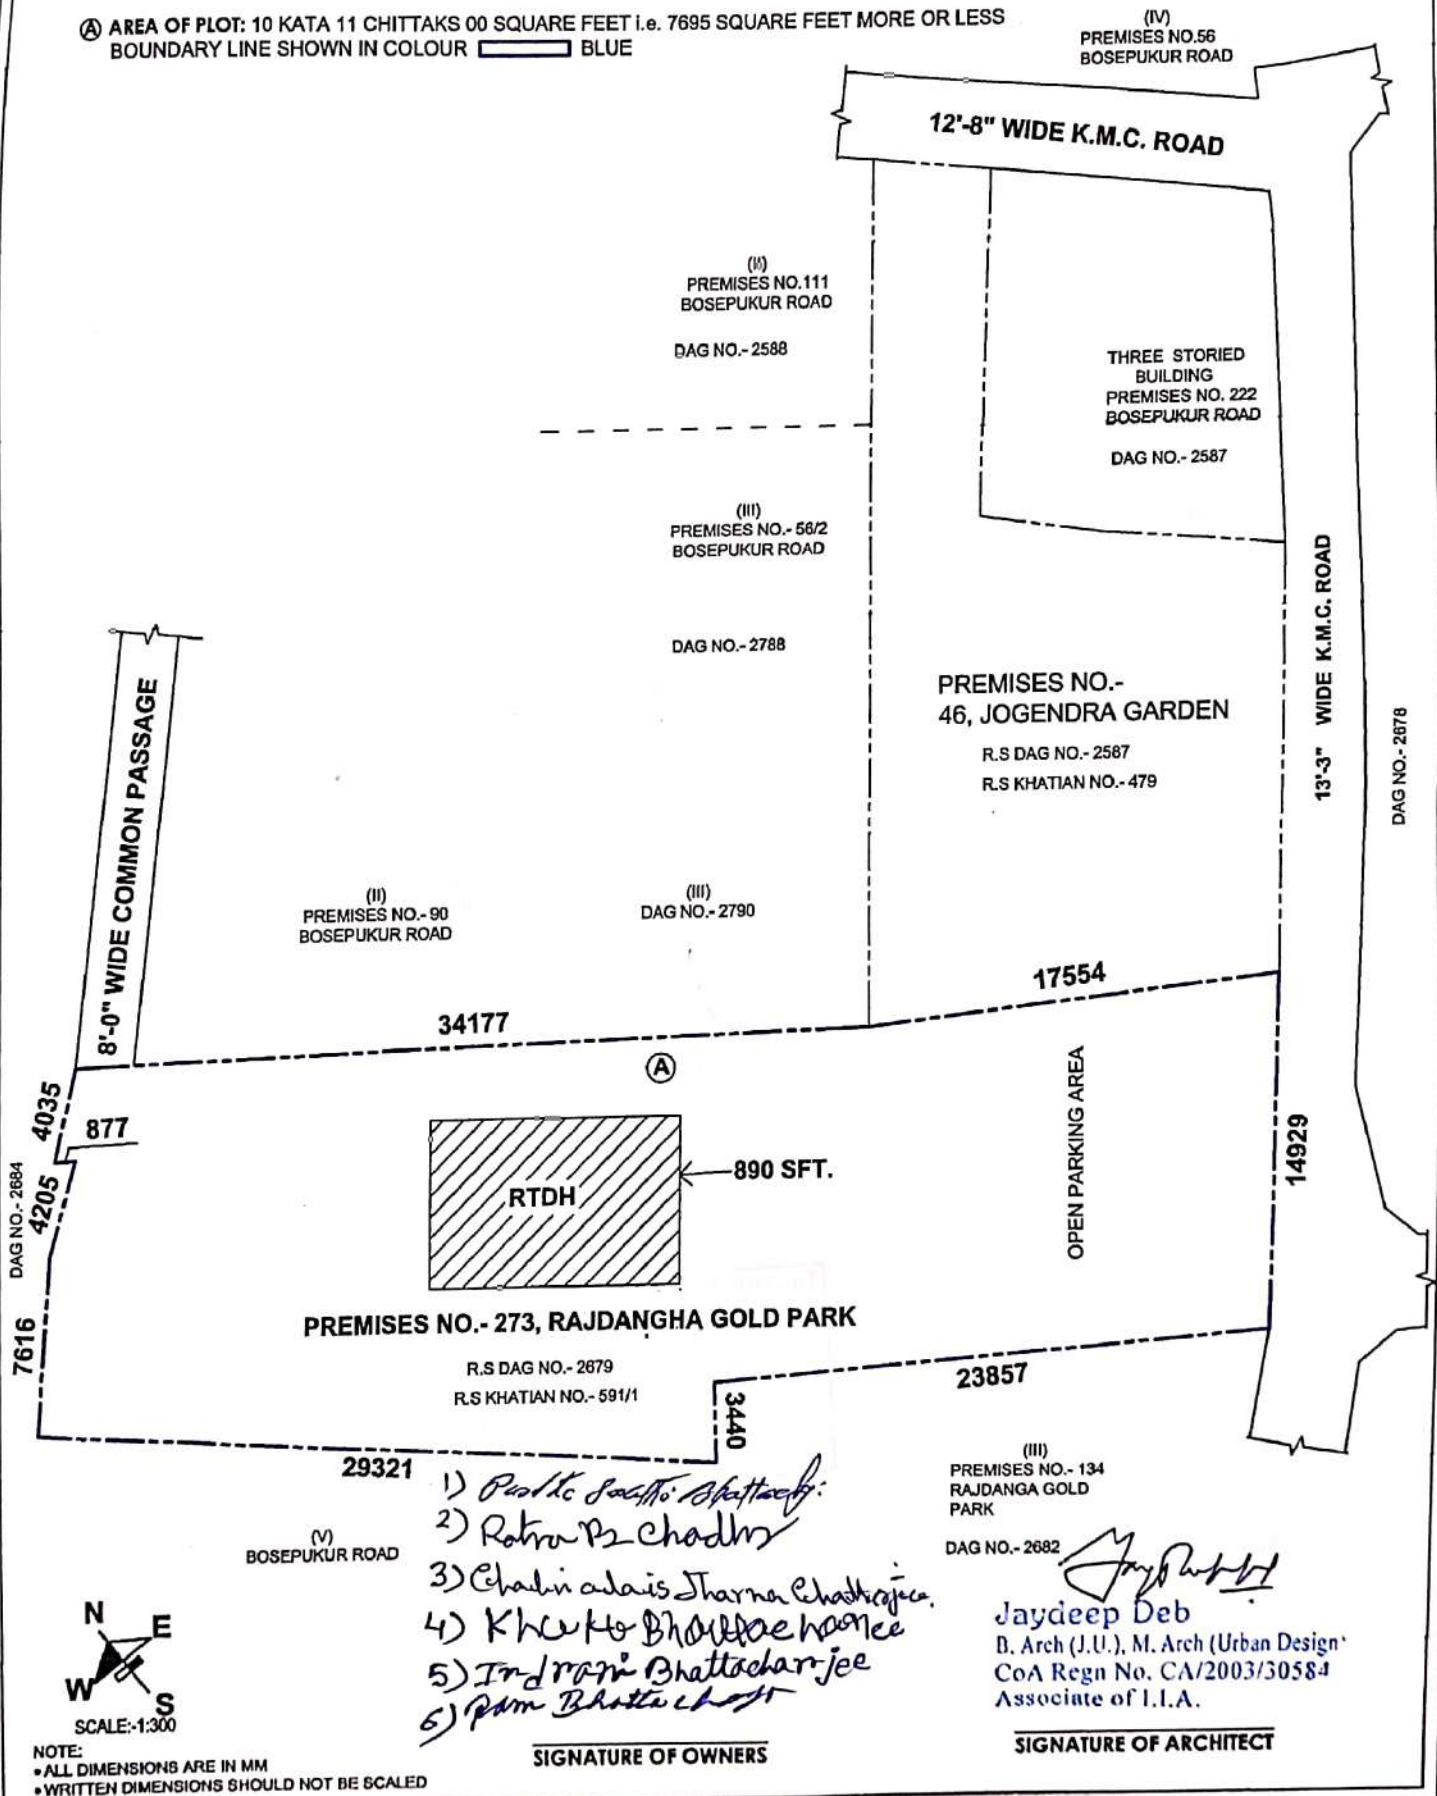 (A) AREA OF PLOT: 10 KATA 11 CHITTAKS 00 SQUARE FEET i.e. 7695 SQUARE FEET MORE OR LESS
BOUNDARY LINE SHOWN IN COLOUR BLUE
(IV)
PREMISES NO.56
BOSEPUKUR ROAD
12'-8" WIDE K.M.C. ROAD
PREMISES NO.111
BOSEPUKUR ROAD
DAG NO.- 2588
THREE STORIED
BUILDING
PREMISES NO. 222
BOSEPUKUR ROAD
DAG NO.- 2587
(III)
PREMISES NO.- 56/2
BOSEPUKUR ROAD
DAG NO.- 2788
13'-3" WIDE K.M.C. ROAD
DAG NO.- 2678
PREMISES NO.-
46, JOGENDRA GARDEN
R.S DAG NO.- 2587
R.S KHATIAN NO.- 479
8'-0" WIDE COMMON PASSAGE
(II)
PREMISES NO.- 90
BOSEPUKUR ROAD
(III)
DAG NO.- 2790
17554
34177
A
4035
877
4205
DAG NO.- 2684
7616
RTDH
890 SFT.
OPEN PARKING AREA
14929
PREMISES NO.- 273, RAJDANGHA GOLD PARK
R.S DAG NO.- 2679
R.S KHATIAN NO.- 591/1
23857
3440
29321
(III)
PREMISES NO.- 134
RAJDANGA GOLD
PARK
DAG NO.- 2682
(V)
BOSEPUKUR ROAD
1)
2)
3)
4) Bhattacharjee
5) Indrani Bhattacharjee
6)
SIGNATURE OF OWNERS
Jaydeep Deb
B. Arch (J.U.), M. Arch (Urban Design
CoA Regn No. CA/2003/30584
Associate of I.I.A.
SIGNATURE OF ARCHITECT
N
E
W
S
SCALE:-1:300
NOTE:
• ALL DIMENSIONS ARE IN MM
• WRITTEN DIMENSIONS SHOULD NOT BE SCALED